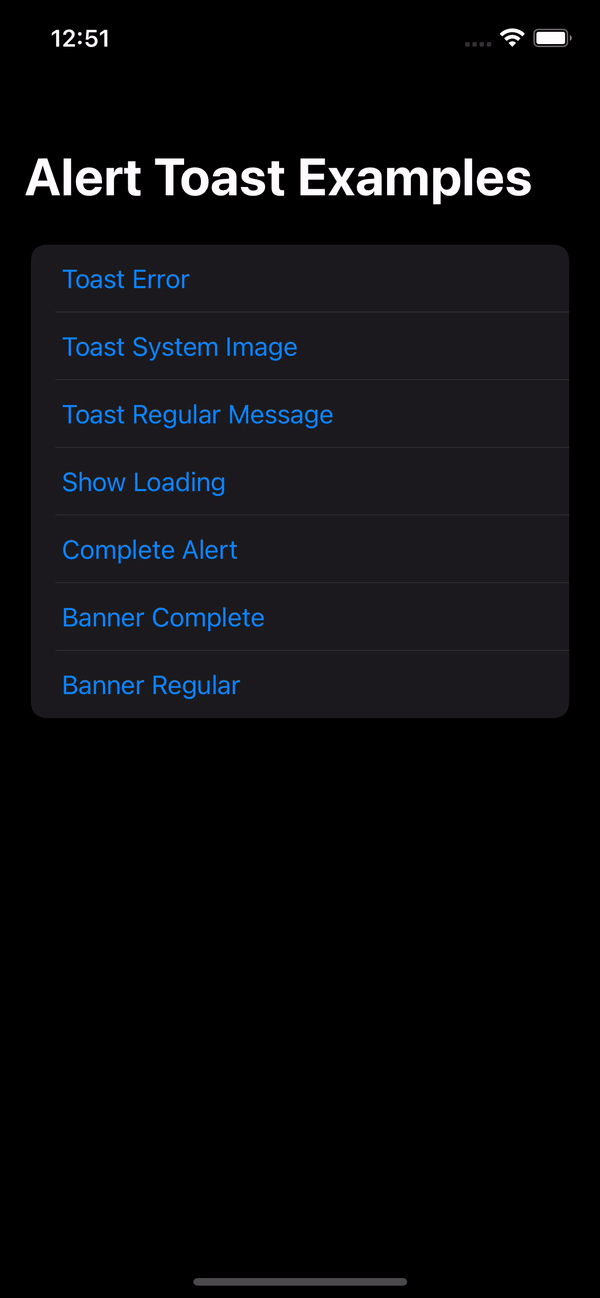 12:51
Alert Toast Examples
Toast Error
Toast System Image
Toast Regular Message
Show Loading
Complete Alert
Banner Complete
Banner Regular